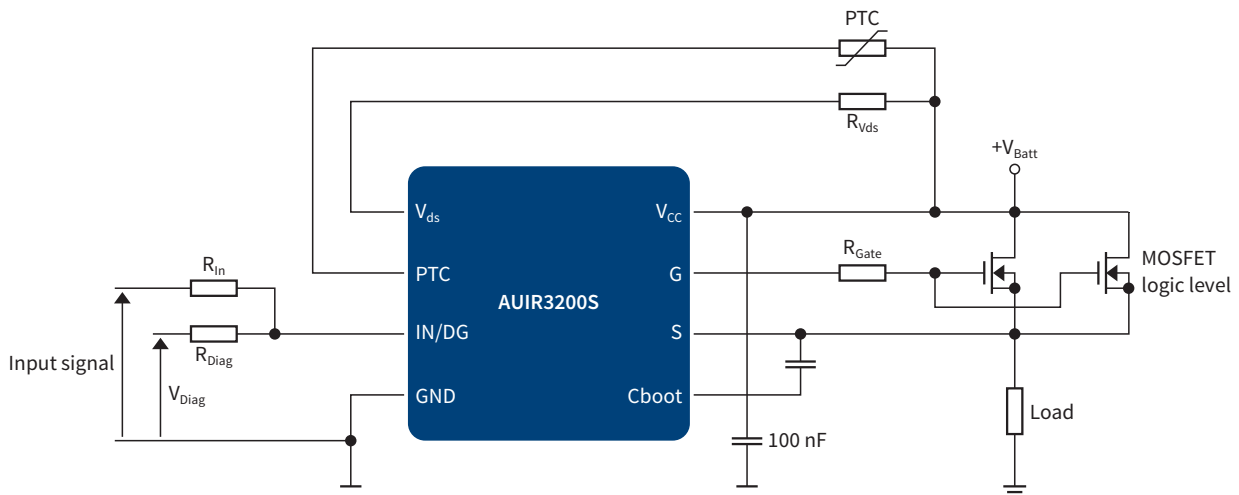 PTC
R_Vds
+V_Batt
V_ds
V_CC
R_Gate
MOSFET
logic level
R_In
PTC
G
AUIR3200S
IN/DG
S
R_Diag
Input signal
V_Diag
GND
Cboot
Load
100 nF